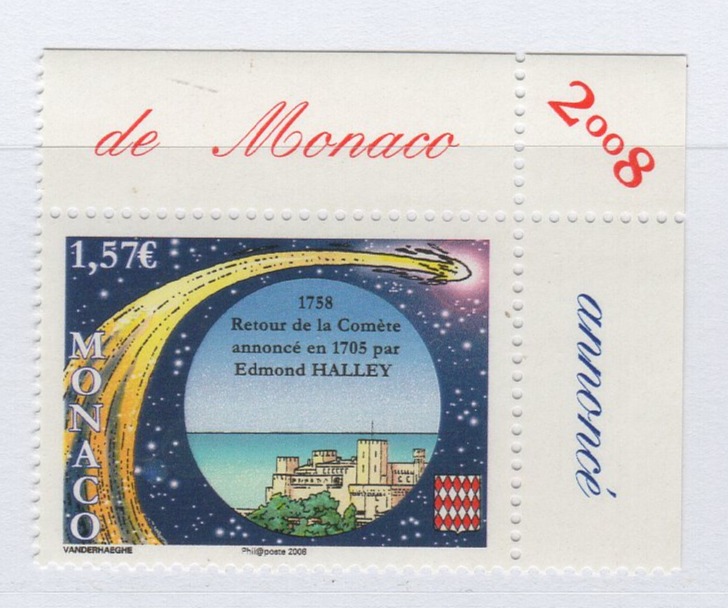 de Monaco
2008
1,57€
1758
Retour de la Comète
annoncé en 1705 par
Edmond HALLEY
MONACO
annoncé
VANDERHAEGHE
Phil@poste 2008